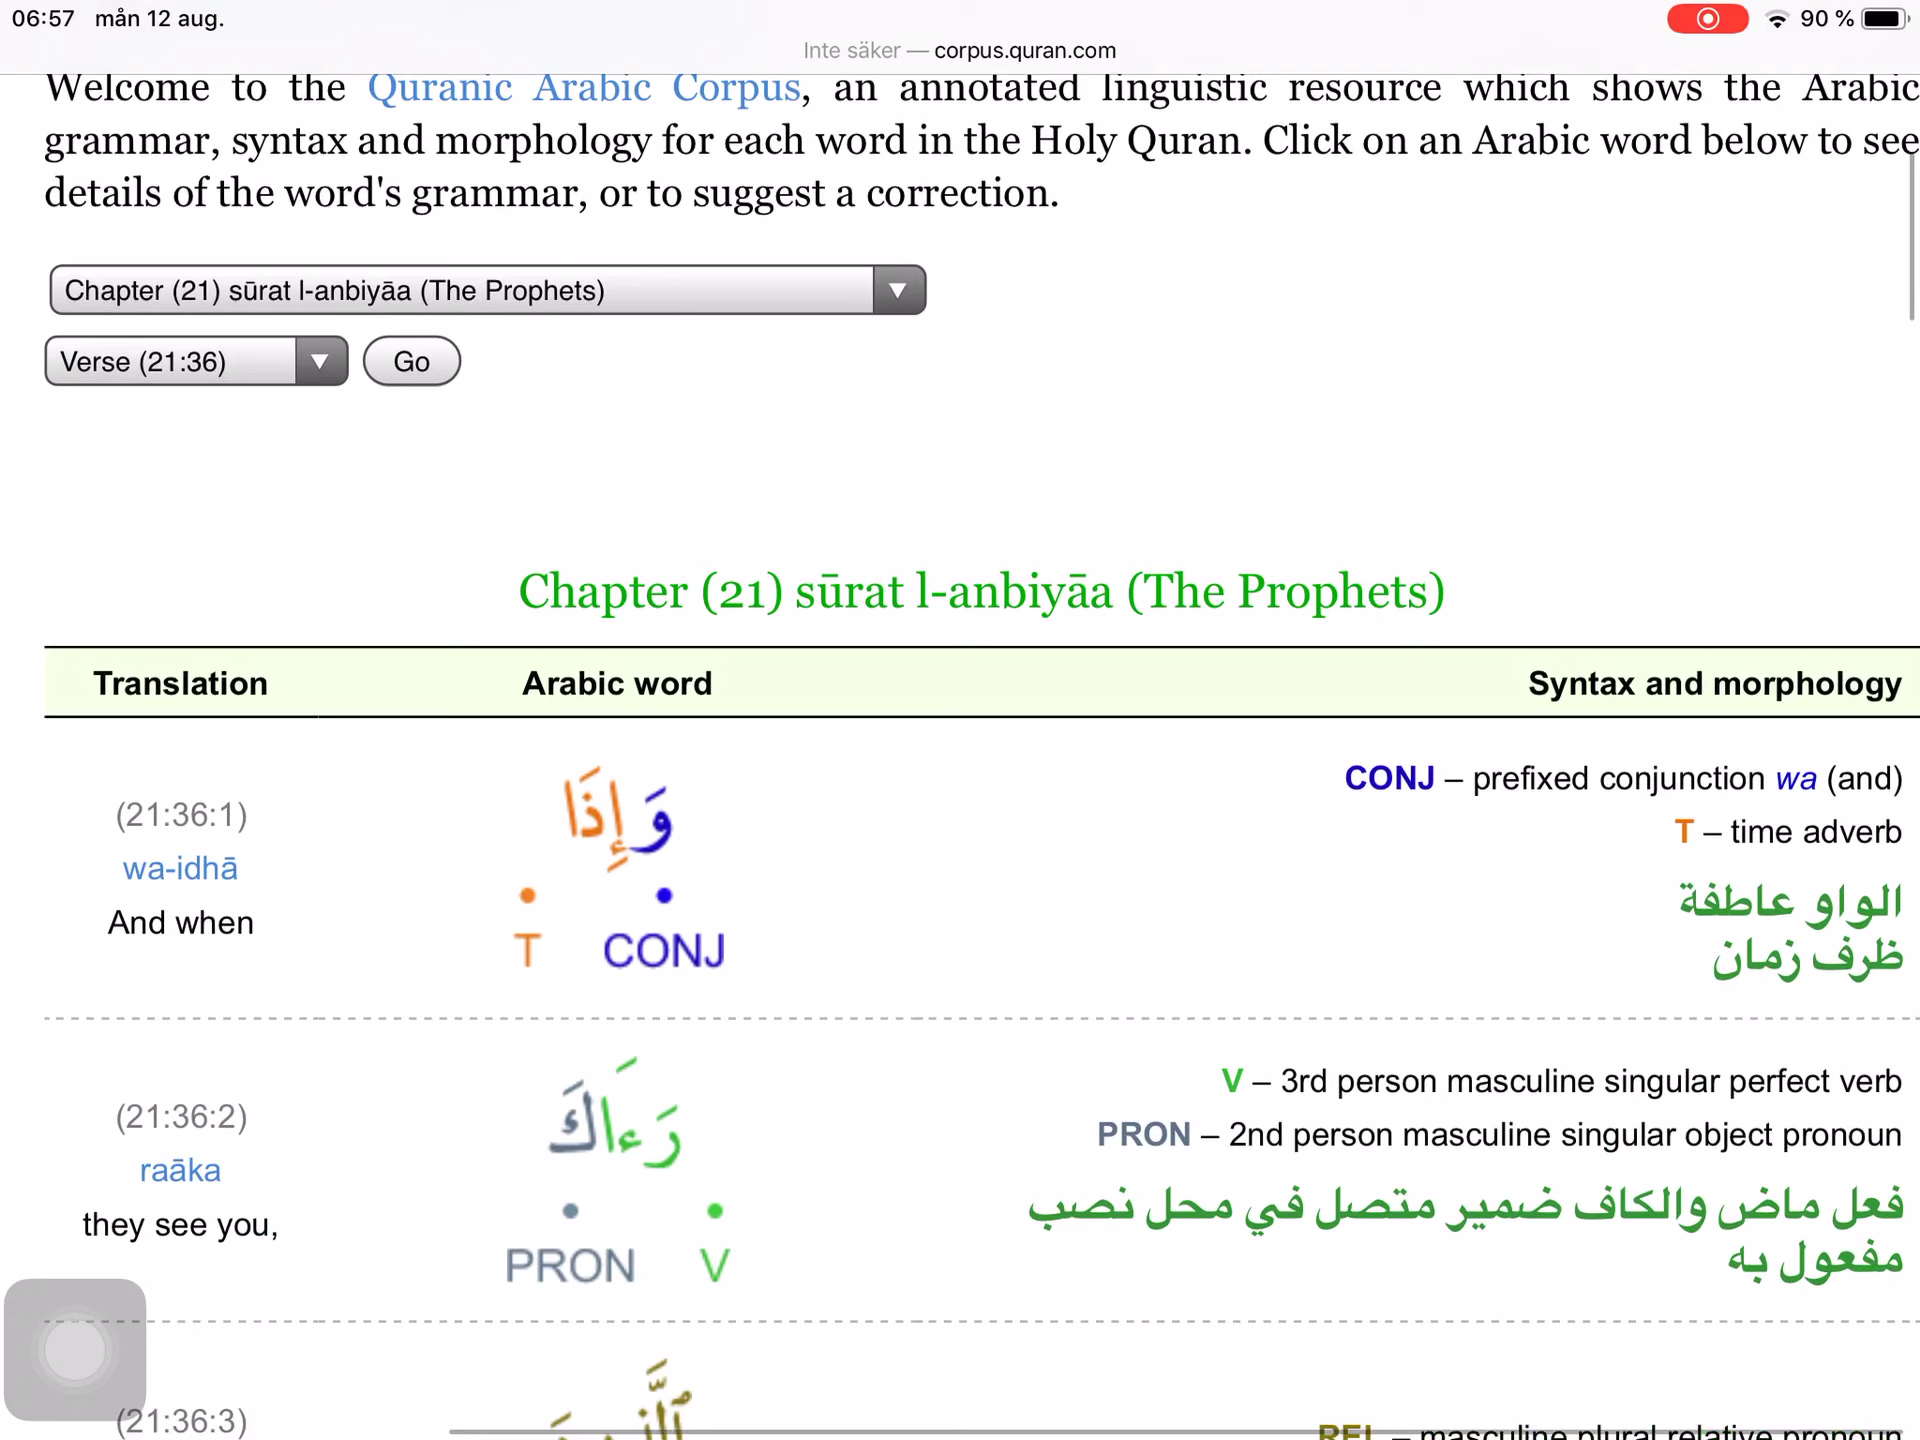 06:57 mån 12 aug.
90 %
Inte säker — corpus.quran.com
Welcome to the Quranic Arabic Corpus, an annotated linguistic resource which shows the Arabic
grammar, syntax and morphology for each word in the Holy Quran. Click on an Arabic word below to see
details of the word's grammar, or to suggest a correction.
Chapter (21) sūrat l-anbiyāa (The Prophets)
Verse (21:36) Go
Chapter (21) sūrat l-anbiyāa (The Prophets)
Translation Arabic word Syntax and morphology
(21:36:1)
wa-idhā
And when
وَإِذَا
T CONJ
CONJ – prefixed conjunction wa (and)
T – time adverb
الواو عاطفة
ظرف زمان
(21:36:2)
raāka
they see you,
رَءَاكَ
PRON V
V – 3rd person masculine singular perfect verb
PRON – 2nd person masculine singular object pronoun
فعل ماض والكاف ضمير متصل في محل نصب
مفعول به
(21:36:3)
REL – masculine plural relative pronoun